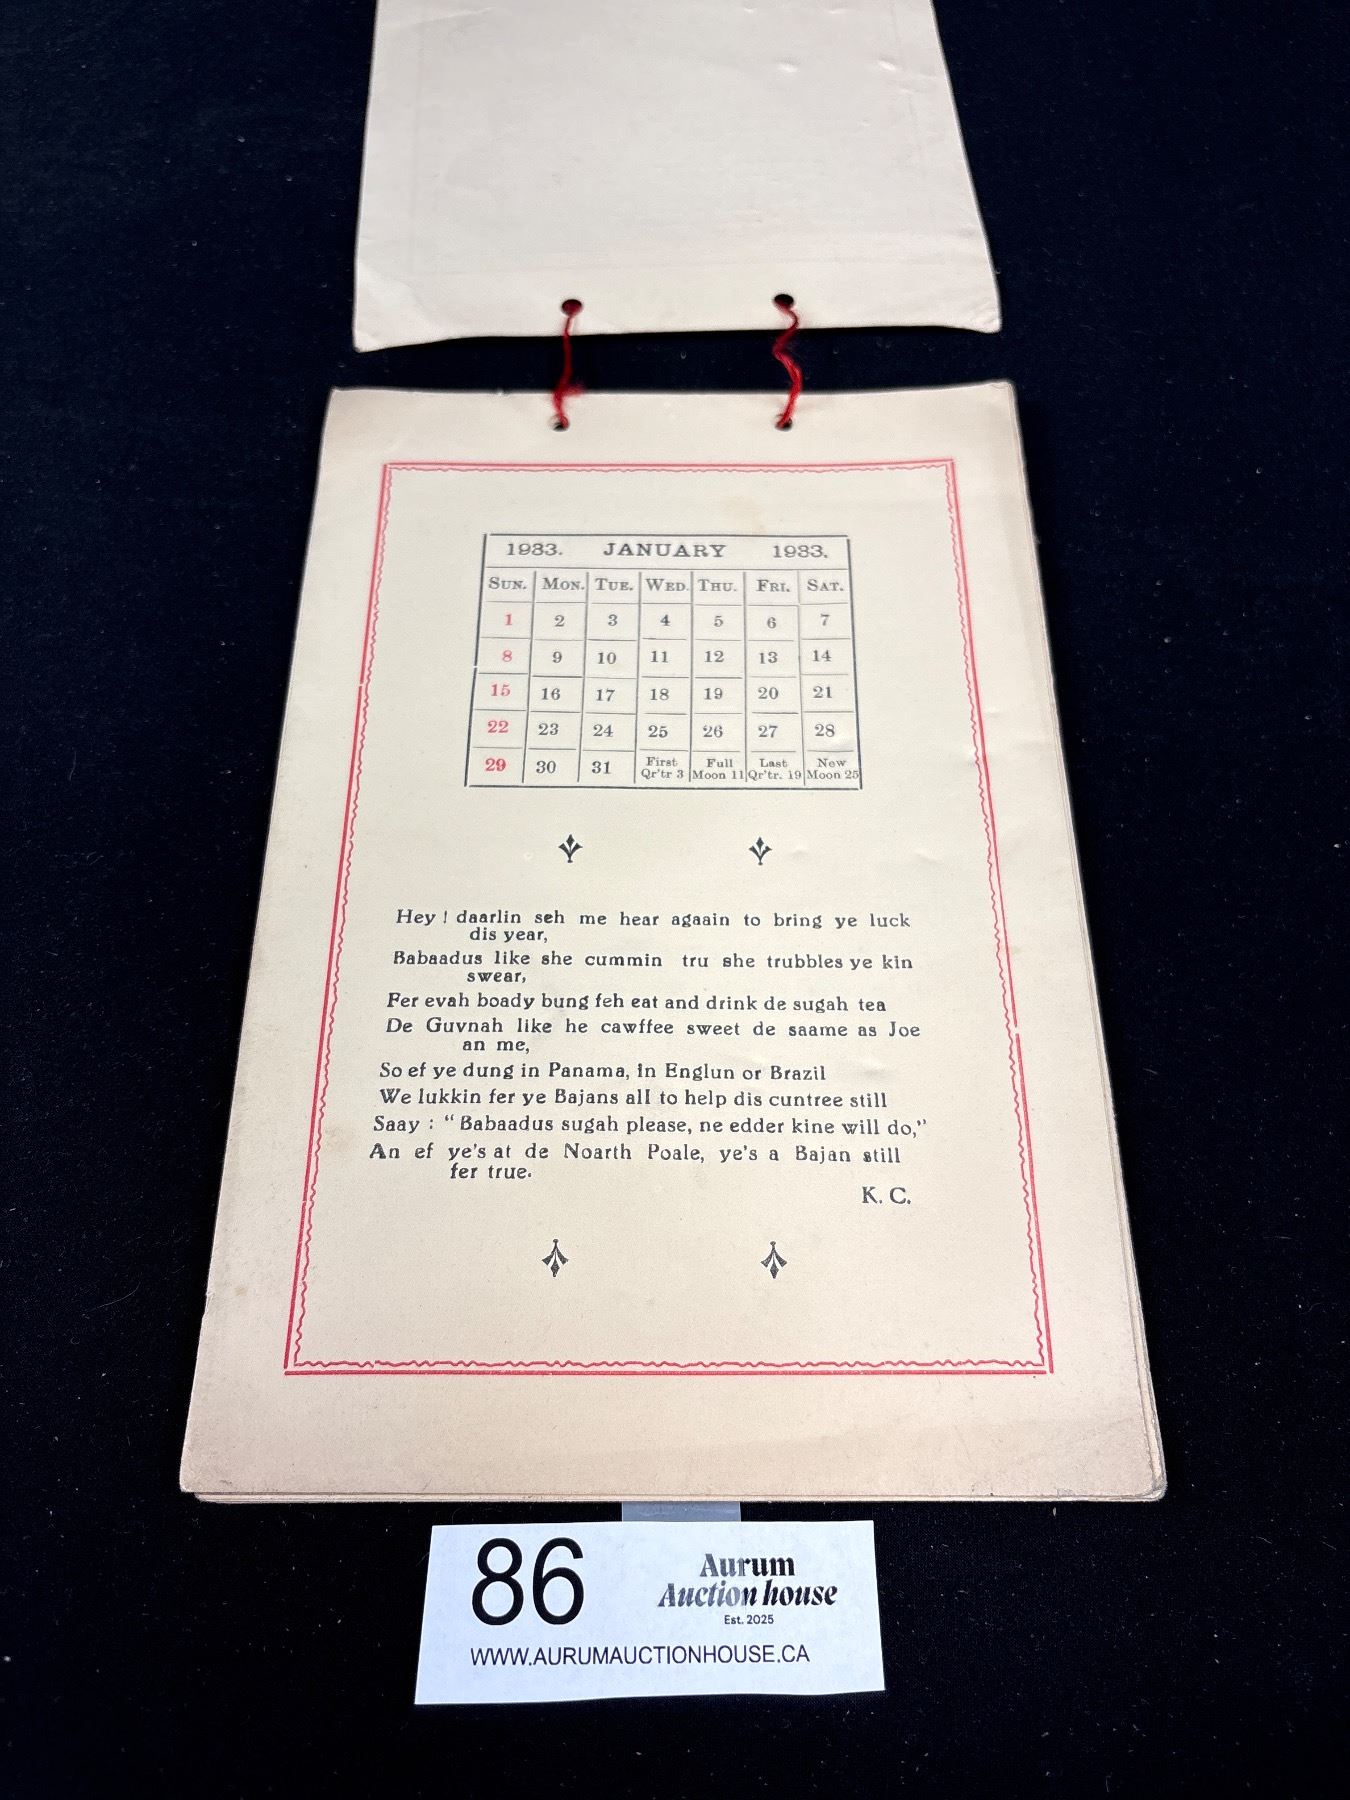 1933. JANUARY 1933.
SUN. MON. TUE. WED. THU. FRI. SAT.
1 2 3 4 5 6 7
8 9 10 11 12 13 14
15 16 17 18 19 20 21
22 23 24 25 26 27 28
29 30 31 First Qr'tr 3 Full Moon 11 Last Qr'tr. 19 New Moon 25
Hey ! daarlin seh me hear agaain to bring ye luck
dis year,
Babaadus like she cummin tru she trubbles ye kin
swear,
Fer evah boady bung feh eat and drink de sugah tea
De Guvnah like he cawffee sweet de saame as Joe
an me,
So ef ye dung in Panama, in Englun or Brazil
We lukkin fer ye Bajans all to help dis cuntree still
Saay : “ Babaadus sugah please, ne edder kine will do,”
An ef ye's at de Noarth Poale, ye's a Bajan still
fer true.
K. C.
86
Aurum
Auction house
Est. 2025
WWW.AURUMAUCTIONHOUSE.CA